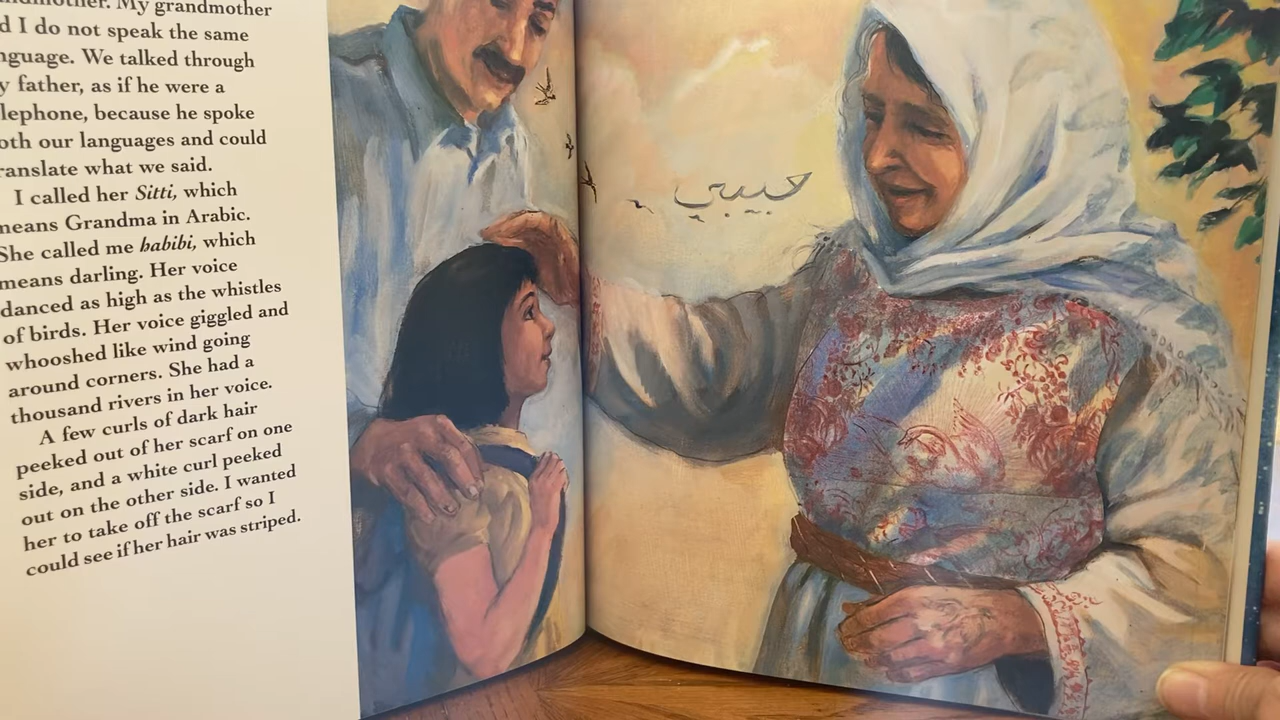 My grandmother
I do not speak the same
We talked through
father, as if he were a
because he spoke
our languages and could
what we said.
I called her Sitti, which
means Grandma in Arabic.
She called me habibi, which
means darling. Her voice
danced as high as the whistles
of birds. Her voice giggled and
whooshed like wind going
around corners. She had a
thousand rivers in her voice.
A few curls of dark hair
peeked out of her scarf on one
side, and a white curl peeked
out on the other side. I wanted
her to take off the scarf so I
could see if her hair was striped.
حبيبي